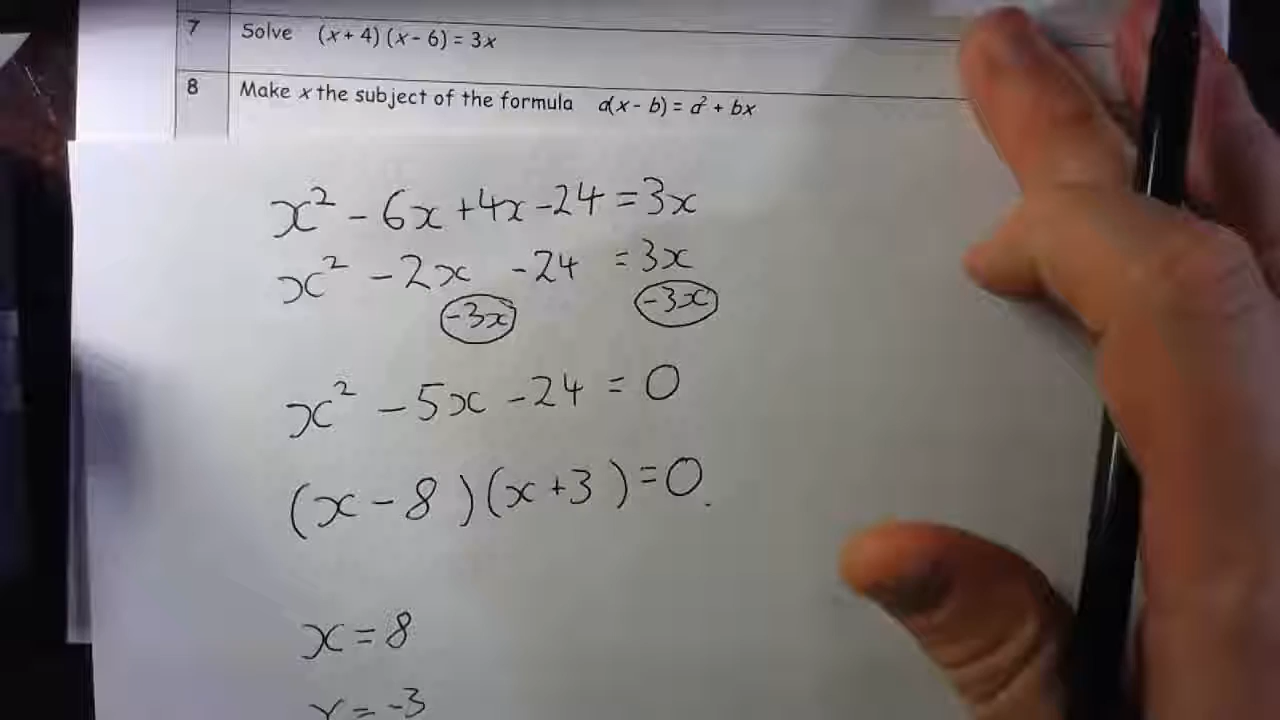 7 Solve (x + 4) (x - 6) = 3x
8 Make x the subject of the formula a(x - b) = a² + bx
x² - 6x + 4x - 24 = 3x
x² - 2x - 24 = 3x
-3x -3x
x² - 5x - 24 = 0
(x - 8)(x + 3) = 0.
x = 8
x = -3